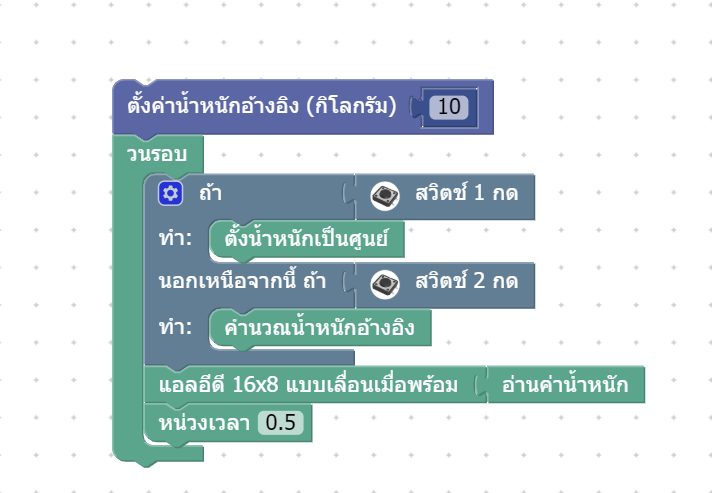 ตั้งค่าน้ำหนักอ้างอิง (กิโลกรัม) 10
วนรอบ
ถ้า สวิตช์ 1 กด
ทำ: ตั้งน้ำหนักเป็นศูนย์
นอกเหนือจากนี้ ถ้า สวิตช์ 2 กด
ทำ: คำนวณน้ำหนักอ้างอิง
แอลอีดี 16x8 แบบเลื่อนเมื่อพร้อม อ่านค่าน้ำหนัก
หน่วงเวลา 0.5